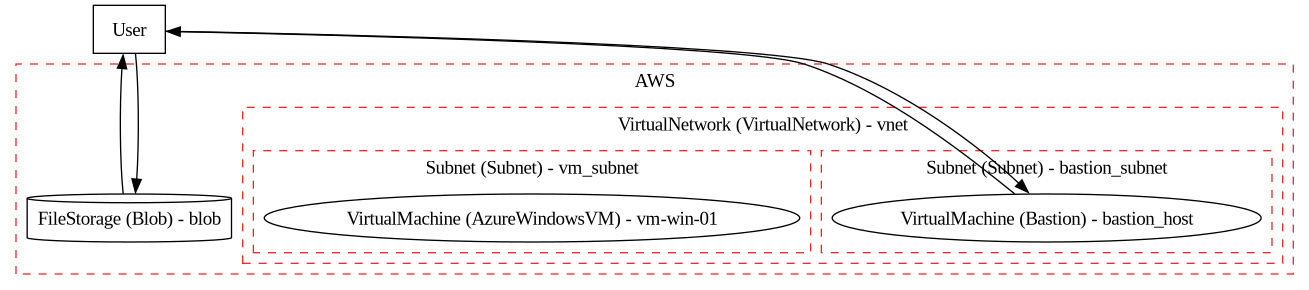 User
AWS
VirtualNetwork (VirtualNetwork) - vnet
Subnet (Subnet) - vm_subnet
Subnet (Subnet) - bastion_subnet
FileStorage (Blob) - blob
VirtualMachine (AzureWindowsVM) - vm-win-01
VirtualMachine (Bastion) - bastion_host